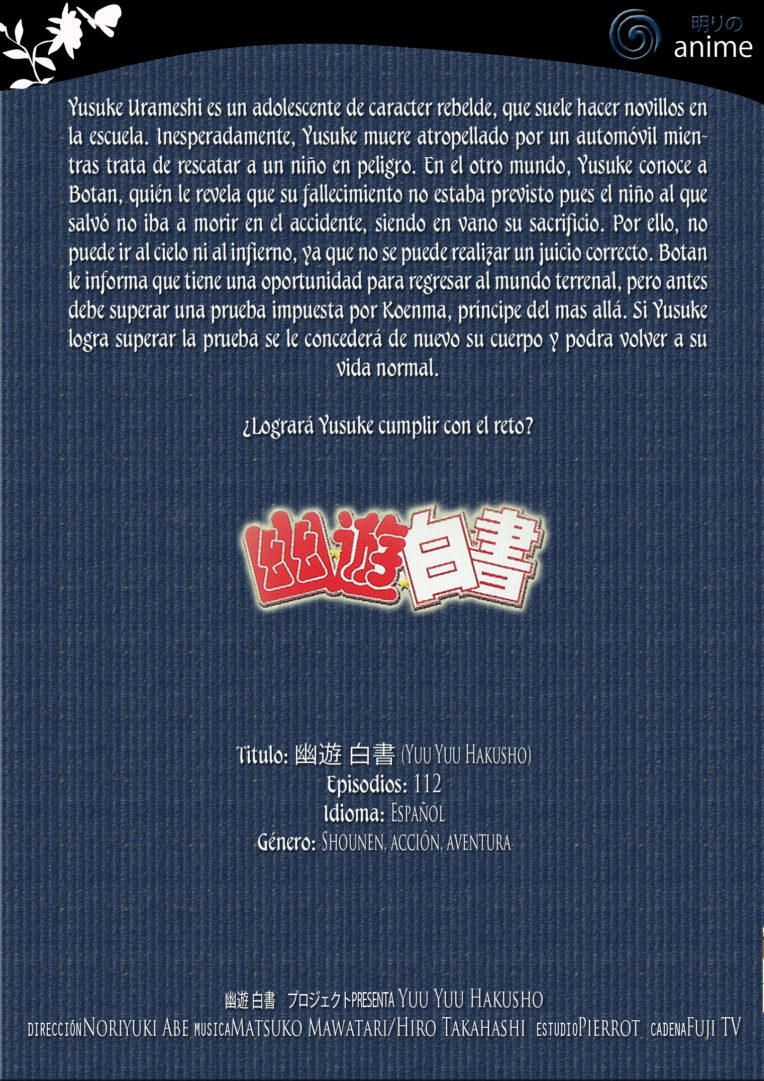 明りの
anime
Yusuke Urameshi es un adolescente de caracter rebelde, que suele hacer novillos en
la escuela. Inesperadamente, Yusuke muere atropellado por un automóvil mien-
tras trata de rescatar a un niño en peligro. En el otro mundo, Yusuke conoce a
Botan, quién le revela que su fallecimiento no estaba previsto pues el niño al que
salvó no iba a morir en el accidente, siendo en vano su sacrificio. Por ello, no
puede ir al cielo ni al infierno, ya que no se puede realizar un juicio correcto. Botan
le informa que tiene una oportunidad para regresar al mundo terrenal, pero antes
debe superar una prueba impuesta por Koenma, príncipe del mas allá. Si Yusuke
logra superar la prueba se le concederá de nuevo su cuerpo y podra volver a su
vida normal.
¿Logrará Yusuke cumplir con el reto?
幽遊白書
Titulo: 幽遊 白書 (Yuu Yuu Hakusho)
Episodios: 112
Idioma: Español
Género: Shounen, acción, aventura
幽遊 白書 プロジェクトPRESENTA Yuu Yuu Hakusho
DIRECCIÓNNoriyuki Abe MUSICAMatsuko Mawatari/Hiro Takahashi ESTUDIOPierrot CADENAFuji TV